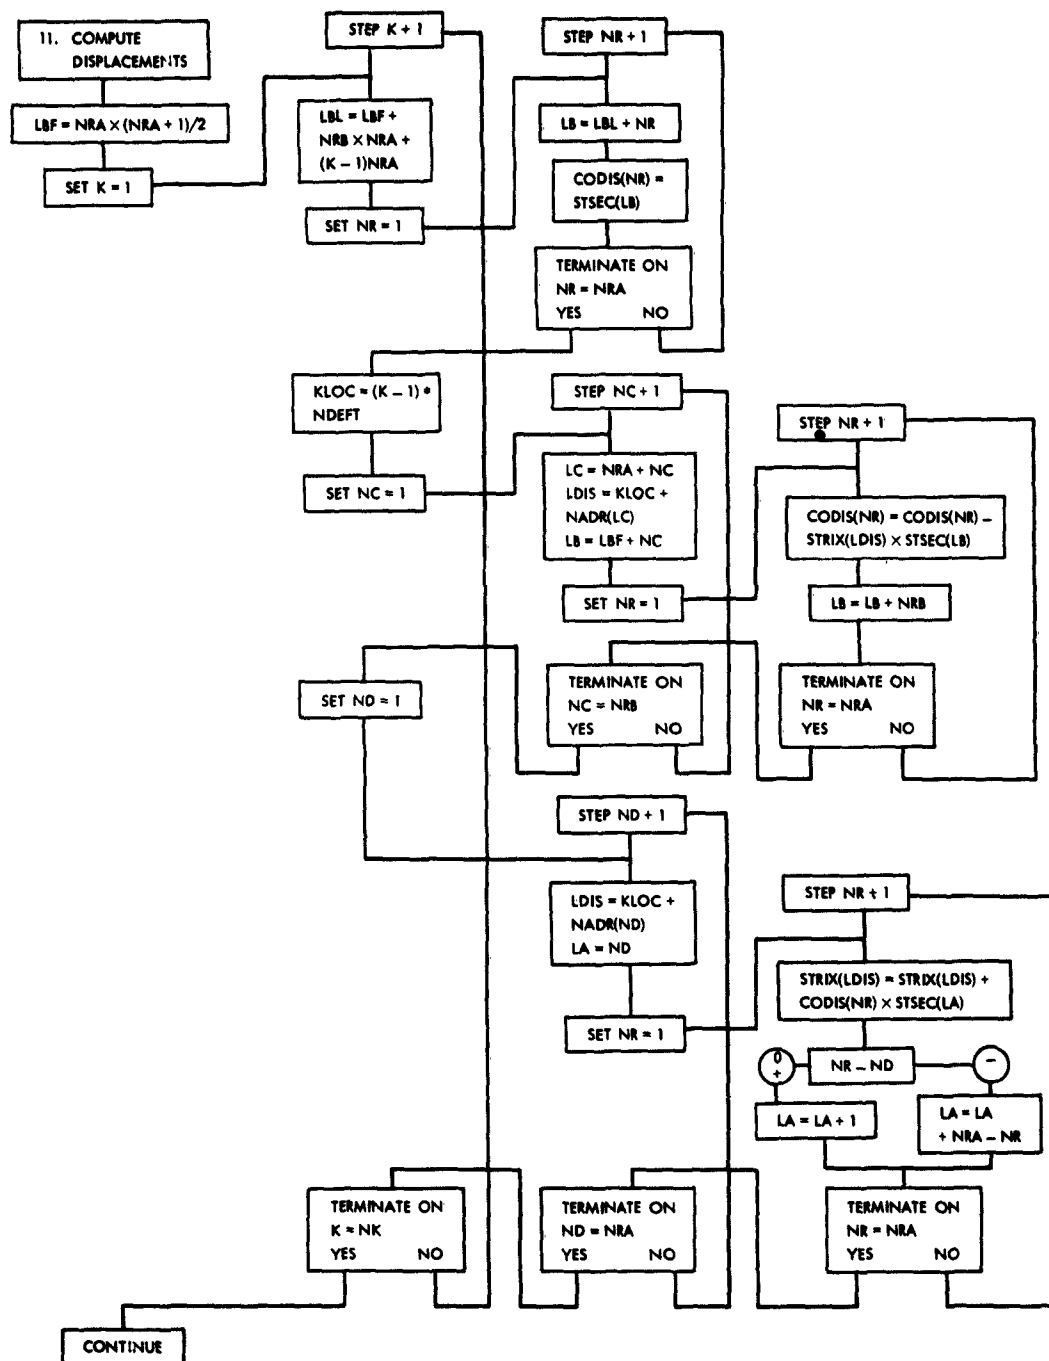 11. COMPUTE
DISPLACEMENTS
LBF = NRA × (NRA + 1)/2
SET K = 1
STEP K + 1
LBL = LBF +
NRB × NRA +
(K − 1)NRA
SET NR = 1
STEP NR + 1
LB = LBL + NR
CODIS(NR) =
STSEC(LB)
TERMINATE ON
NR = NRA
YES NO
KLOC = (K − 1) *
NDEFT
SET NC = 1
STEP NC + 1
LC = NRA + NC
LDIS = KLOC +
NADR(LC)
LB = LBF + NC
SET NR = 1
STEP NR + 1
CODIS(NR) = CODIS(NR) −
STRIX(LDIS) × STSEC(LB)
LB = LB + NRB
TERMINATE ON
NR = NRA
YES NO
TERMINATE ON
NC = NRB
YES NO
SET ND = 1
STEP ND + 1
LDIS = KLOC +
NADR(ND)
LA = ND
SET NR = 1
STEP NR + 1
STRIX(LDIS) = STRIX(LDIS) +
CODIS(NR) × STSEC(LA)
0
+
NR − ND
−
LA = LA + 1
LA = LA
+ NRA − NR
TERMINATE ON
NR = NRA
YES NO
TERMINATE ON
ND = NRA
YES NO
TERMINATE ON
K = NK
YES NO
CONTINUE